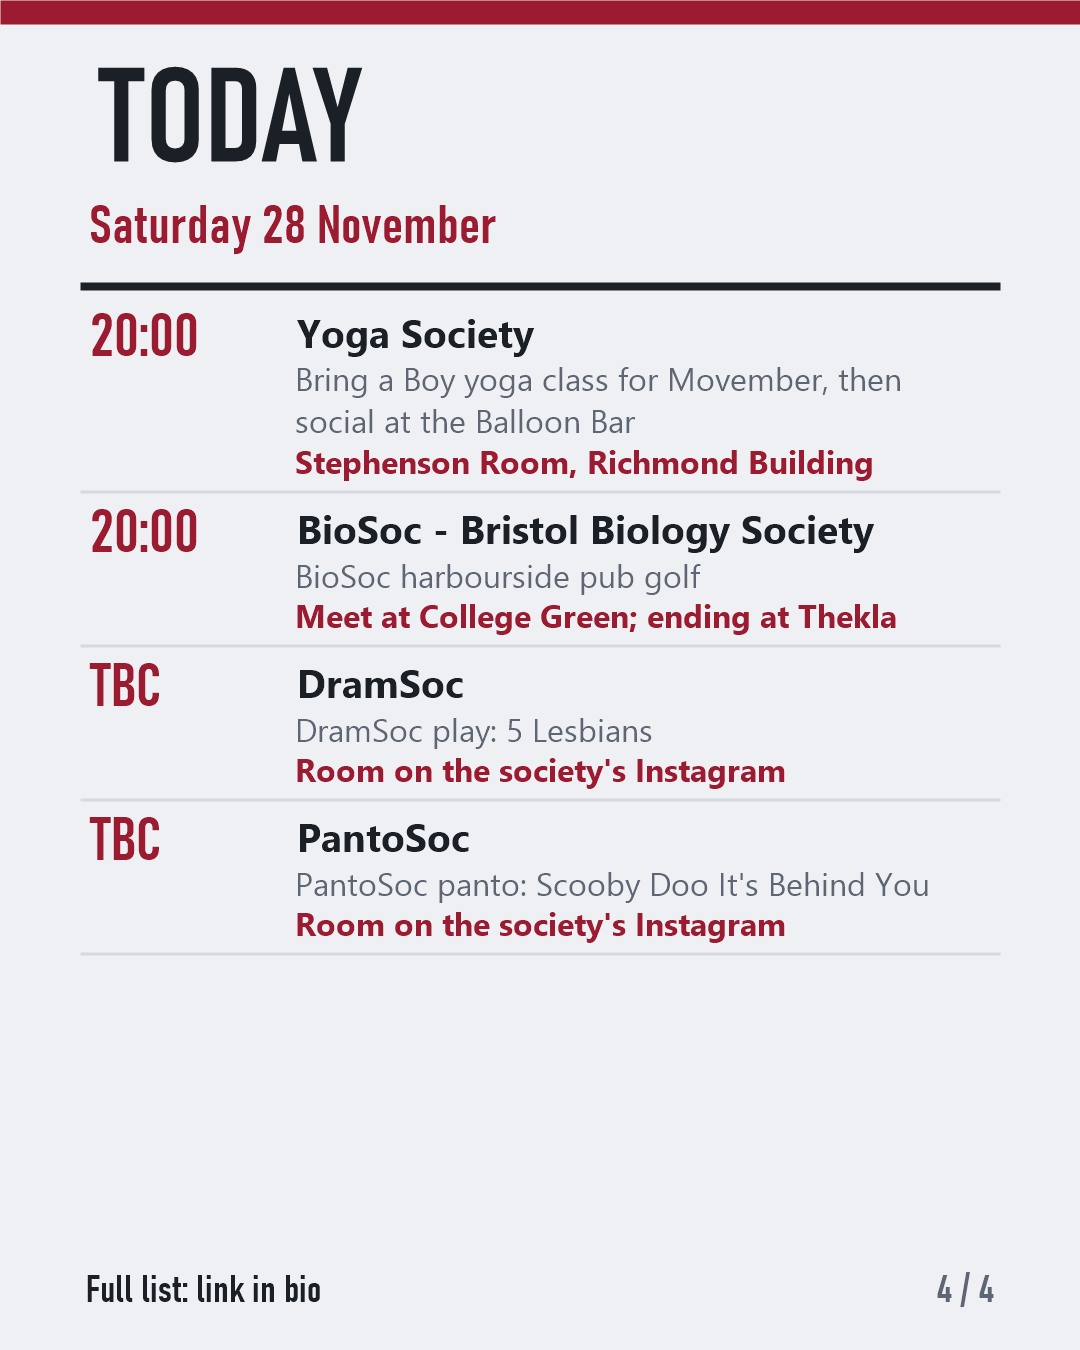 TODAY
Saturday 28 November
20:00
Yoga Society
Bring a Boy yoga class for Movember, then
social at the Balloon Bar
Stephenson Room, Richmond Building
20:00
BioSoc - Bristol Biology Society
BioSoc harbourside pub golf
Meet at College Green; ending at Thekla
TBC
DramSoc
DramSoc play: 5 Lesbians
Room on the society's Instagram
TBC
PantoSoc
PantoSoc panto: Scooby Doo It's Behind You
Room on the society's Instagram
Full list: link in bio
4 / 4